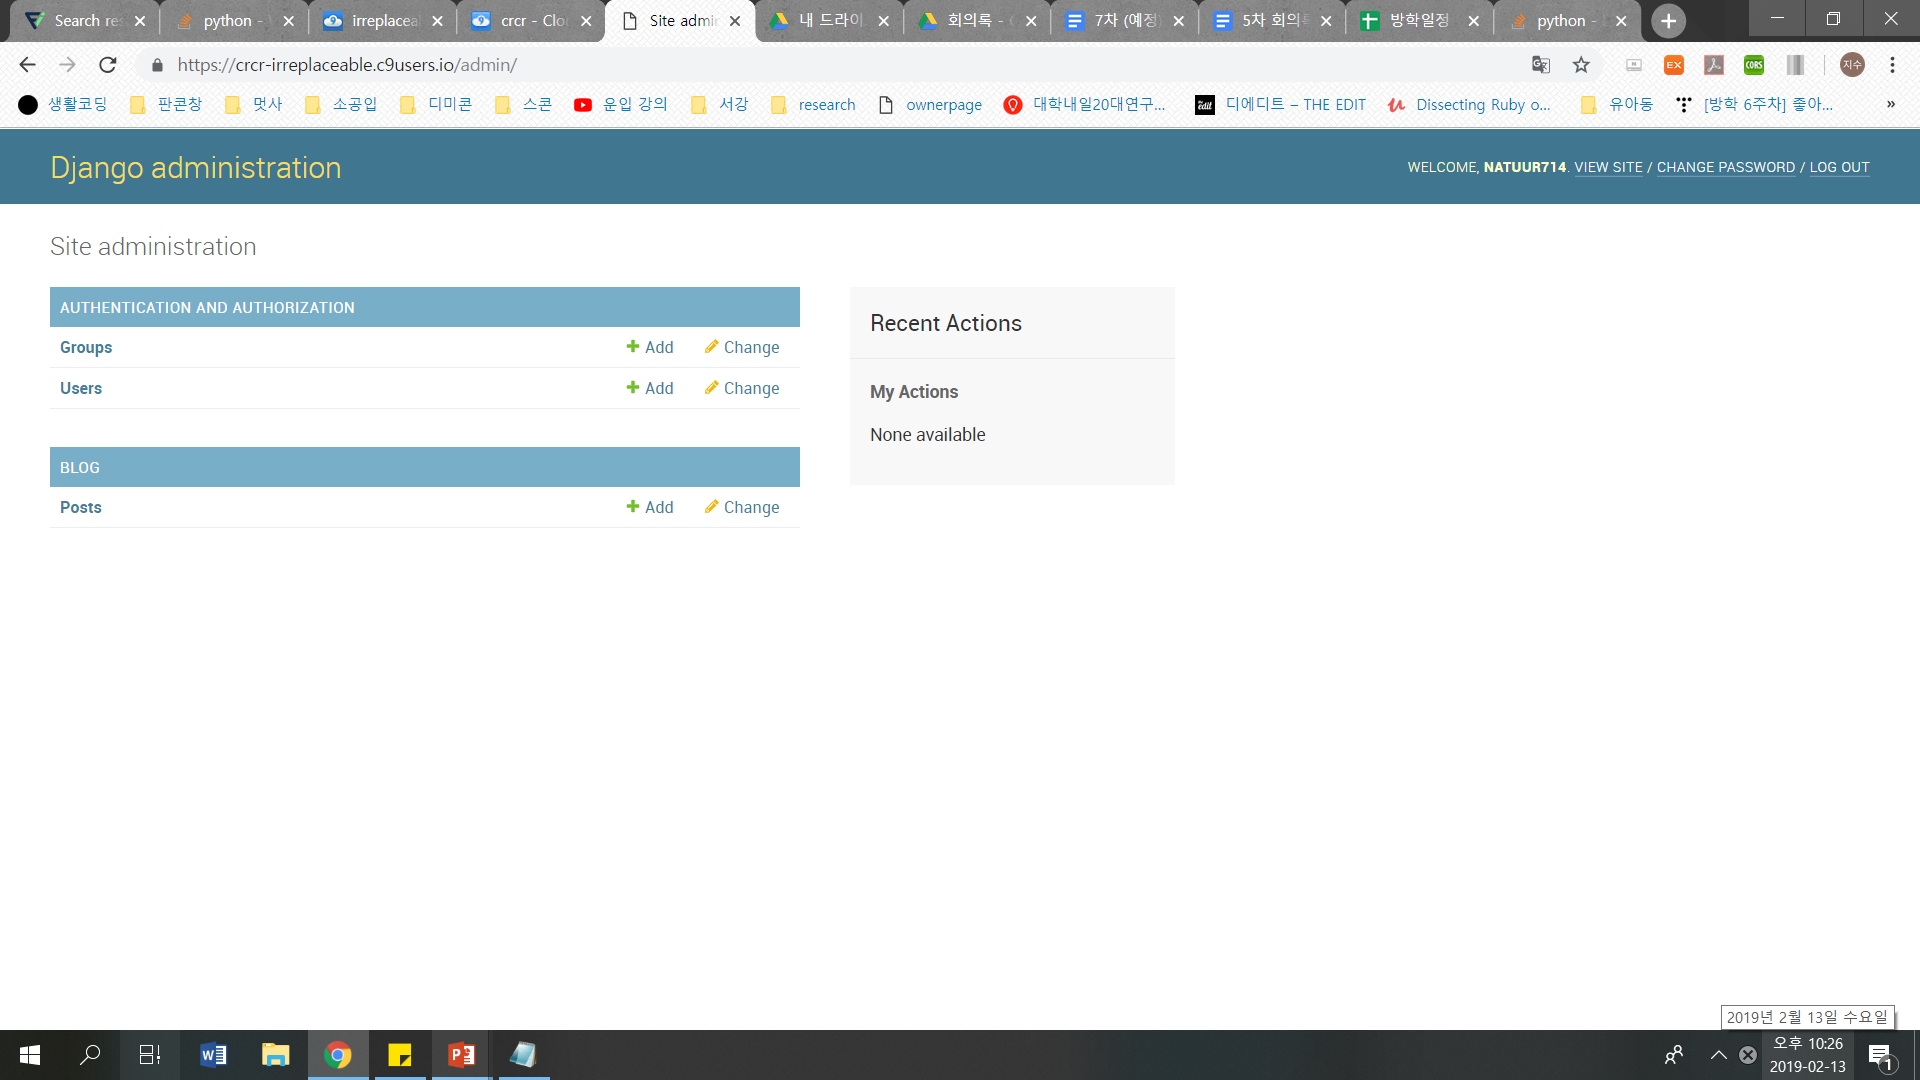 Search re
python -
irreplacea
crcr - Clo
Site admi
내 드라이
회의록 -
7차 (예정
5차 회의
방학일정
python -
https://crcr-irreplaceable.c9users.io/admin/
EX
CORS
지수
생활코딩
판콘창
멋사
소공입
디미콘
스콘
운입 강의
서강
research
ownerpage
대학내일20대연구...
edit
디에디트 – THE EDIT
Dissecting Ruby o...
유아동
[방학 6주차] 좋아...
»
Django administration
WELCOME, NATUUR714. VIEW SITE / CHANGE PASSWORD / LOG OUT
Site administration
AUTHENTICATION AND AUTHORIZATION
Groups Add Change
Users Add Change
BLOG
Posts Add Change
Recent Actions
My Actions
None available
2019년 2월 13일 수요일
오후 10:26
2019-02-13
1